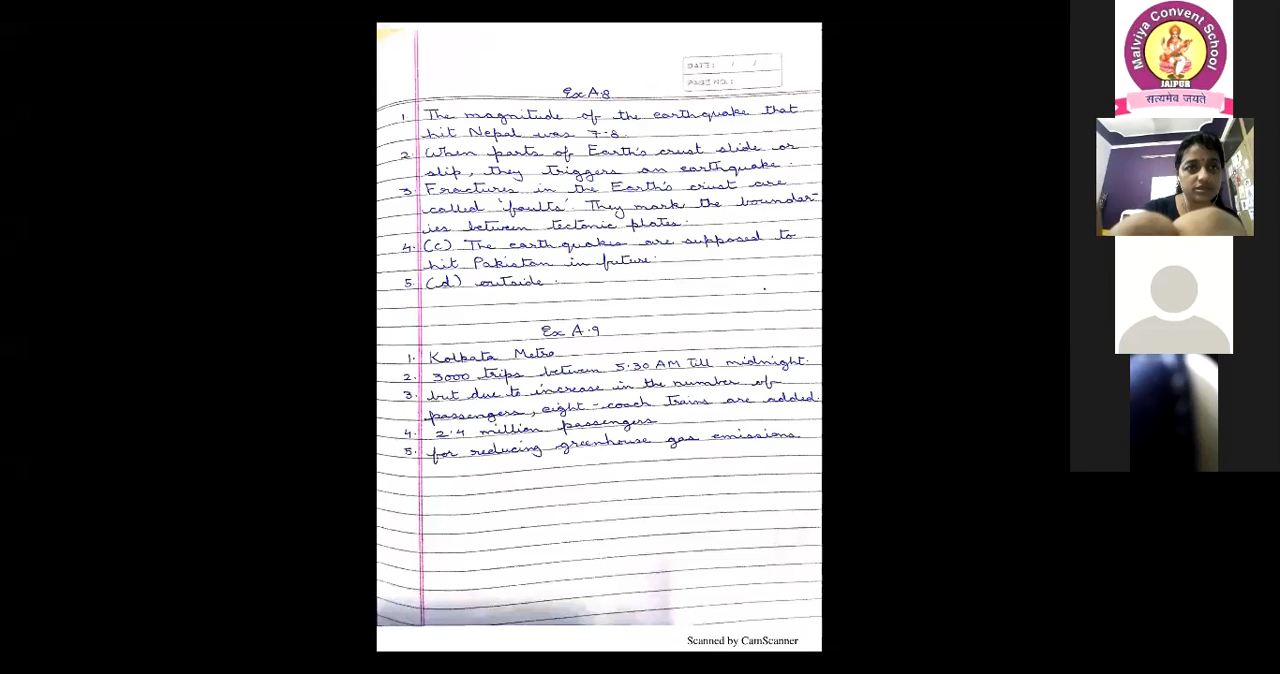 DATE: / /
PAGE NO.:
Ex A.8
1. The magnitude of the earthquake that
hit Nepal was 7.8.
2. When parts of Earth's crust slide or
slip, they triggers an earthquake.
3. Fractures in the Earth's crust are
called 'faults'. They mark the boundar-
ies between tectonic plates.
4. (c) The earthquakes are supposed to
hit Pakistan in future.
5. (d) outside.
Ex A.9
1. Kolkata Metro
2. 3000 trips between 5.30 AM till midnight.
3. but due to increase in the number of
passengers, eight-coach trains are added.
4. 2.4 million passengers
5. for reducing greenhouse gas emissions.
Scanned by CamScanner
Malviya Convent School
JAIPUR
सत्यमेव जयते